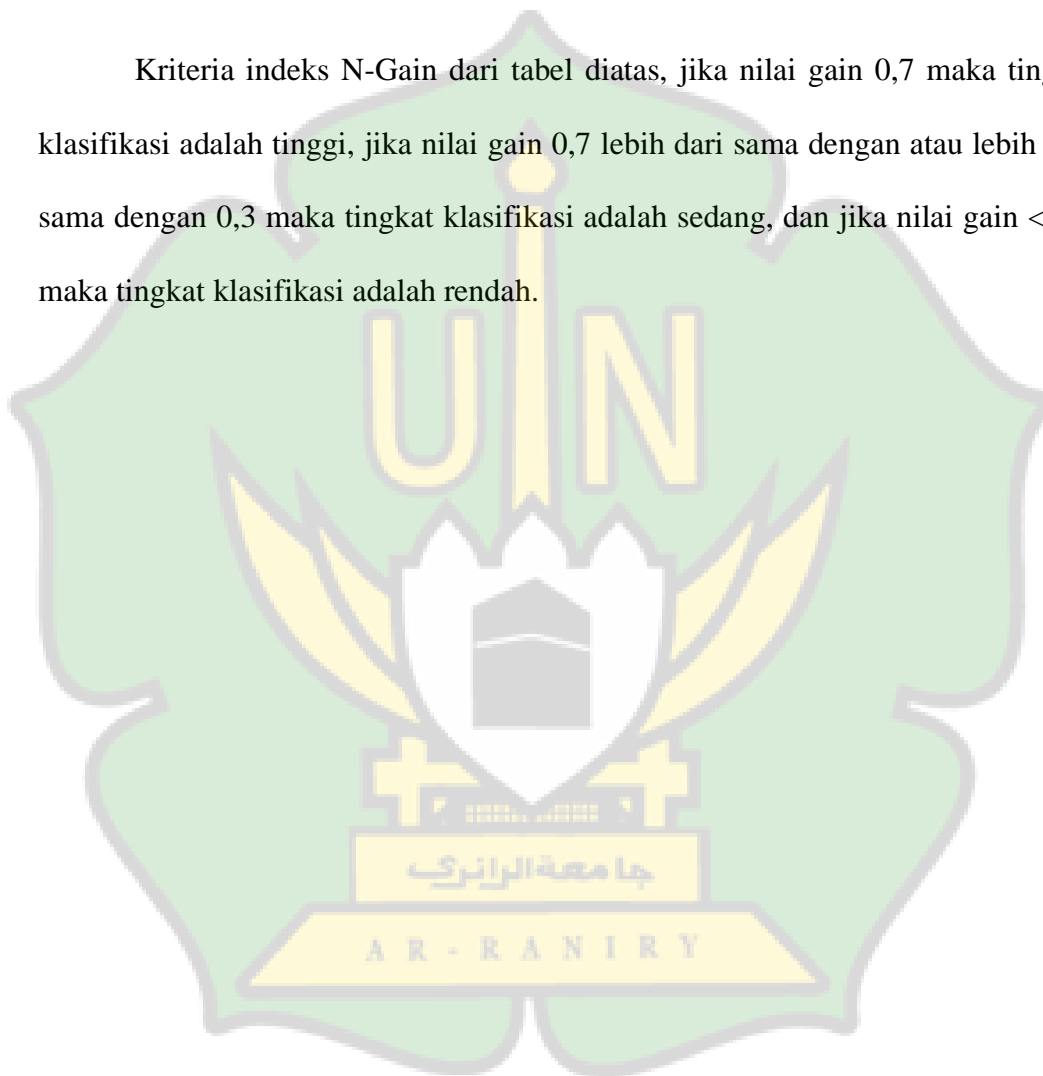 Kriteria indeks N-Gain dari tabel diatas, jika nilai gain 0,7 maka
klasifikasi adalah tinggi, jika nilai gain 0,7 lebih dari sama dengan atau lebih
sama dengan 0,3 maka tingkat klasifikasi adalah sedang, dan jika nilai gain <
maka tingkat klasifikasi adalah rendah.
UIN
جامعة الرانري
AR-RANIRY